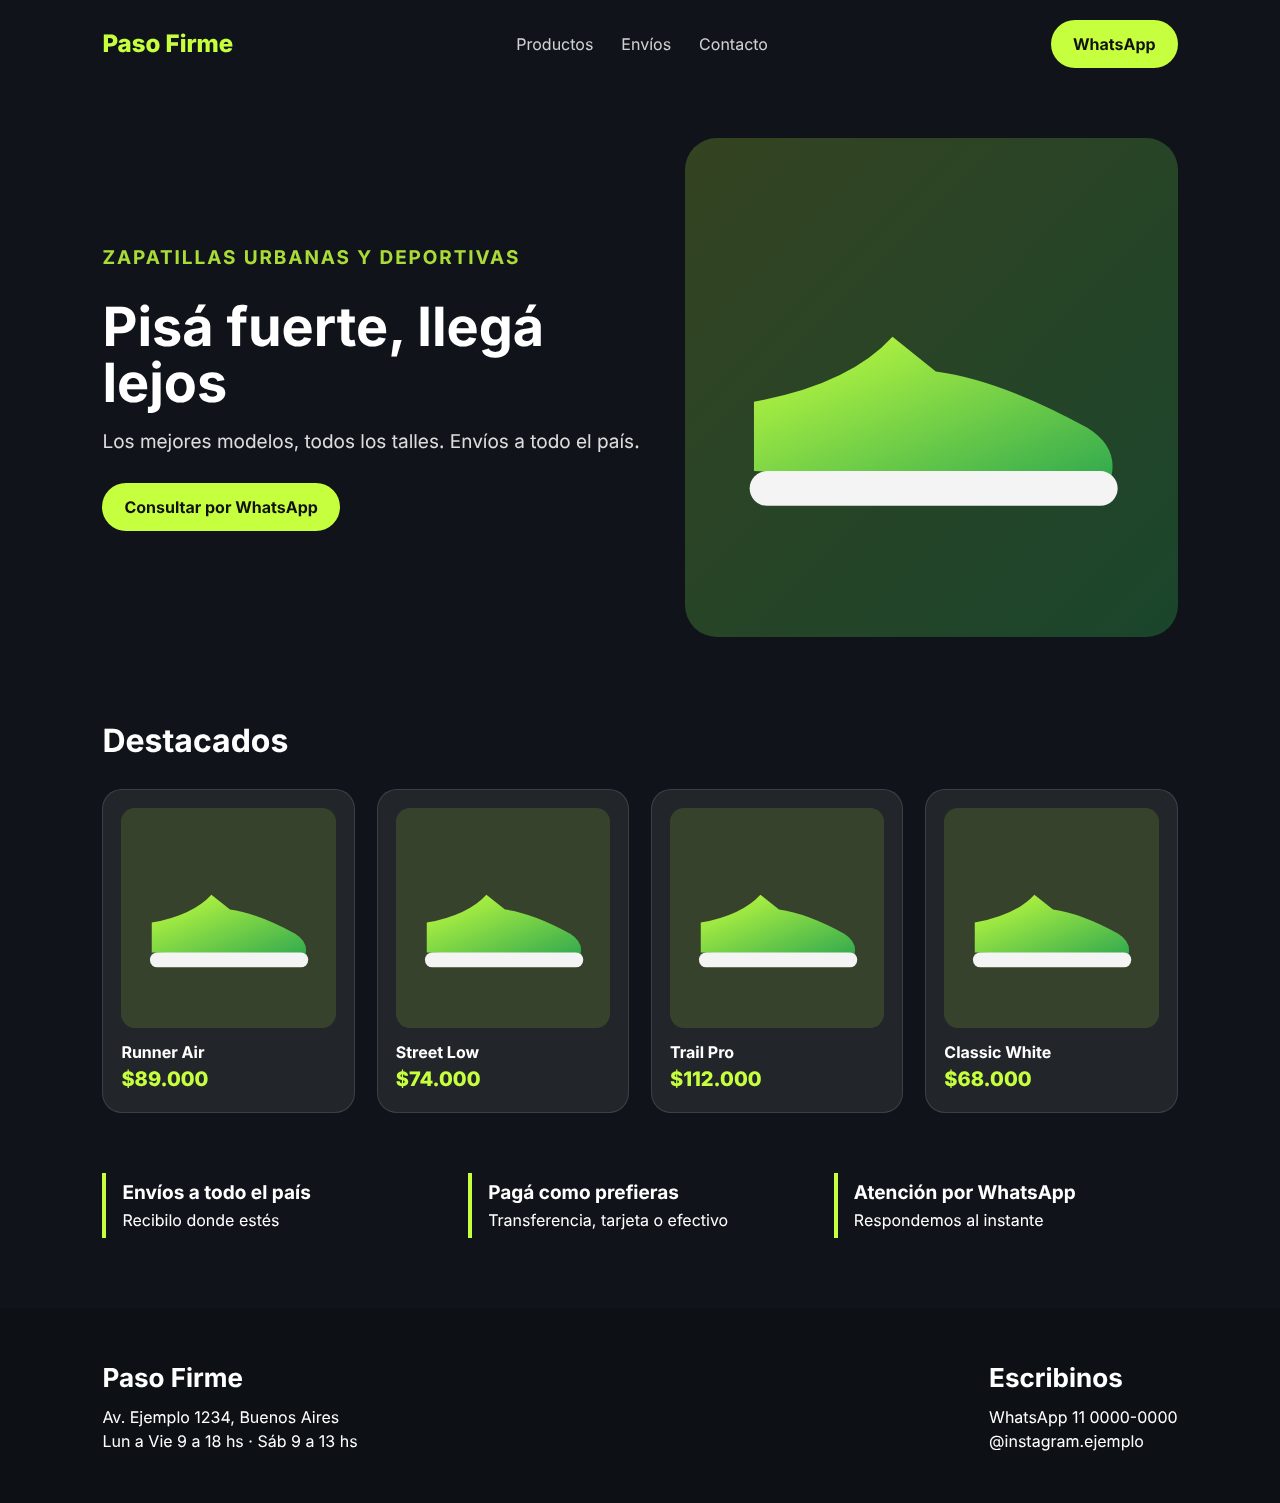 Paso Firme
Productos
Envíos
Contacto
WhatsApp
ZAPATILLAS URBANAS Y DEPORTIVAS
Pisá fuerte, llegá
lejos
Los mejores modelos, todos los talles. Envíos a todo el país.
Consultar por WhatsApp
Destacados
Runner Air
$89.000
Street Low
$74.000
Trail Pro
$112.000
Classic White
$68.000
Envíos a todo el país
Recibilo donde estés
Pagá como prefieras
Transferencia, tarjeta o efectivo
Atención por WhatsApp
Respondemos al instante
Paso Firme
Av. Ejemplo 1234, Buenos Aires
Lun a Vie 9 a 18 hs · Sáb 9 a 13 hs
Escribinos
WhatsApp 11 0000-0000
@instagram.ejemplo